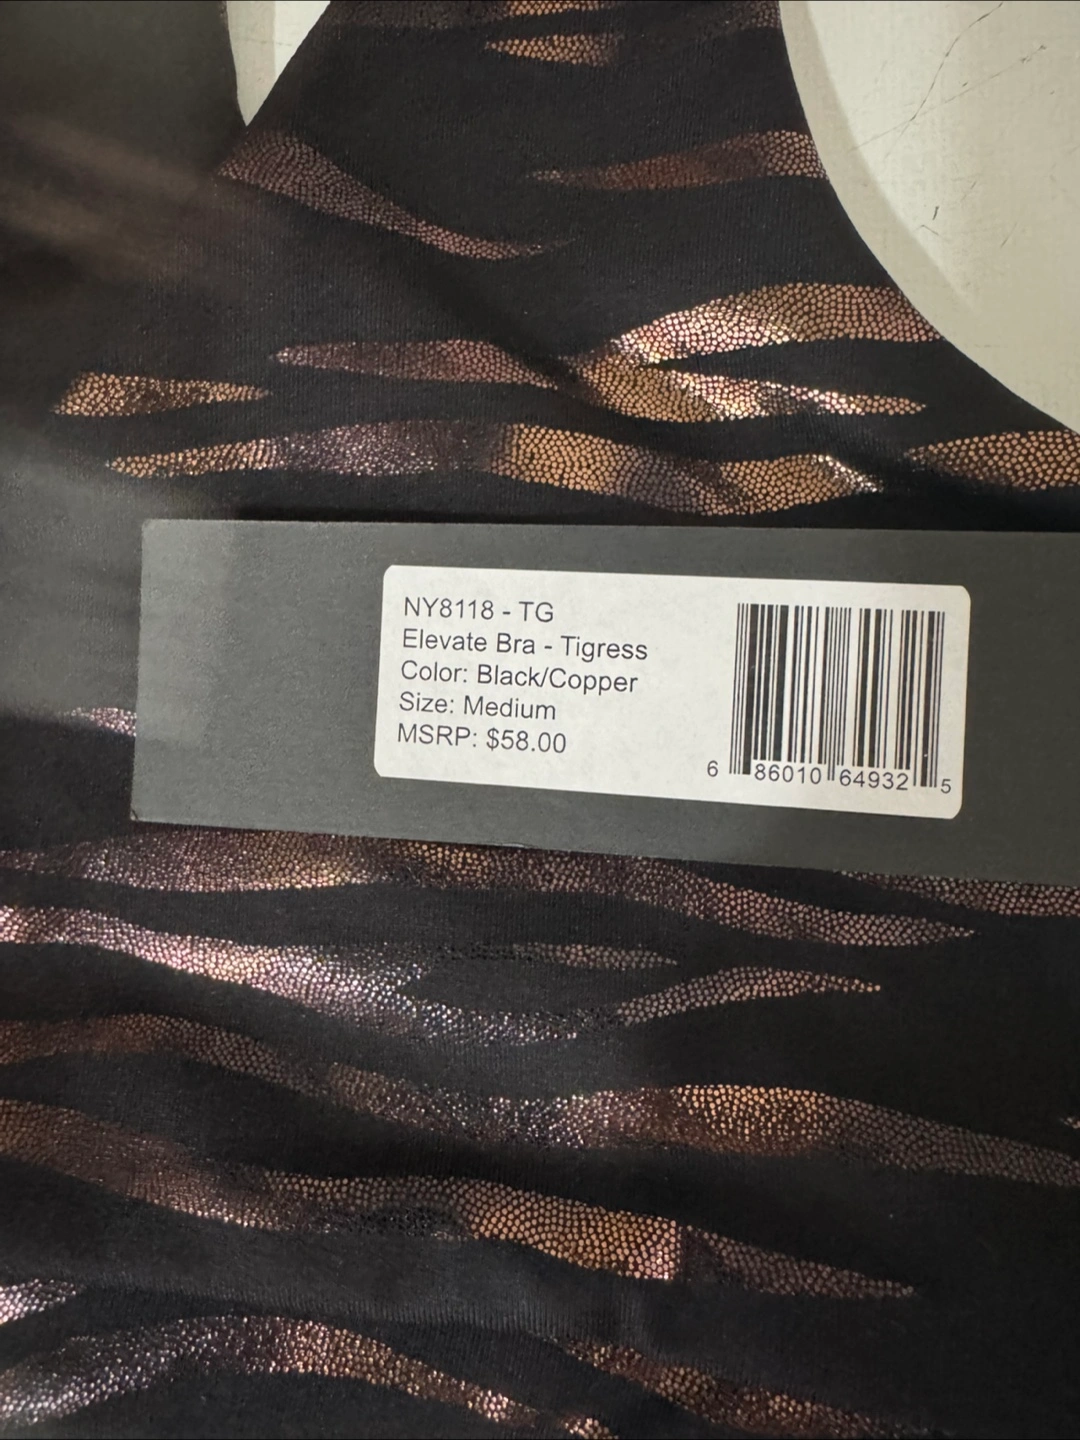 NY8118 - TG
Elevate Bra - Tigress
Color: Black/Copper
Size: Medium
MSRP: $58.00
6 86010 64932 5